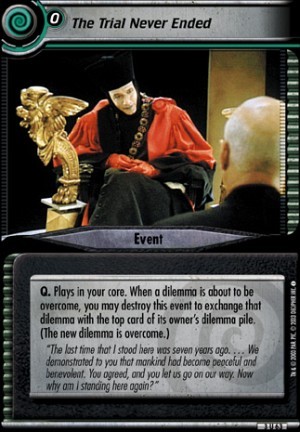 0 The Trial Never Ended
Event
Q. Plays in your core. When a dilemma is about to be
overcome, you may destroy this event to exchange that
dilemma with the top card of its owner's dilemma pile.
(The new dilemma is overcome.)
"The last time that I stood here was seven years ago. . . . We
demonstrated to you that mankind had become peaceful and
benevolent. You agreed, and you let us go on our way. Now
why am I standing here again?"